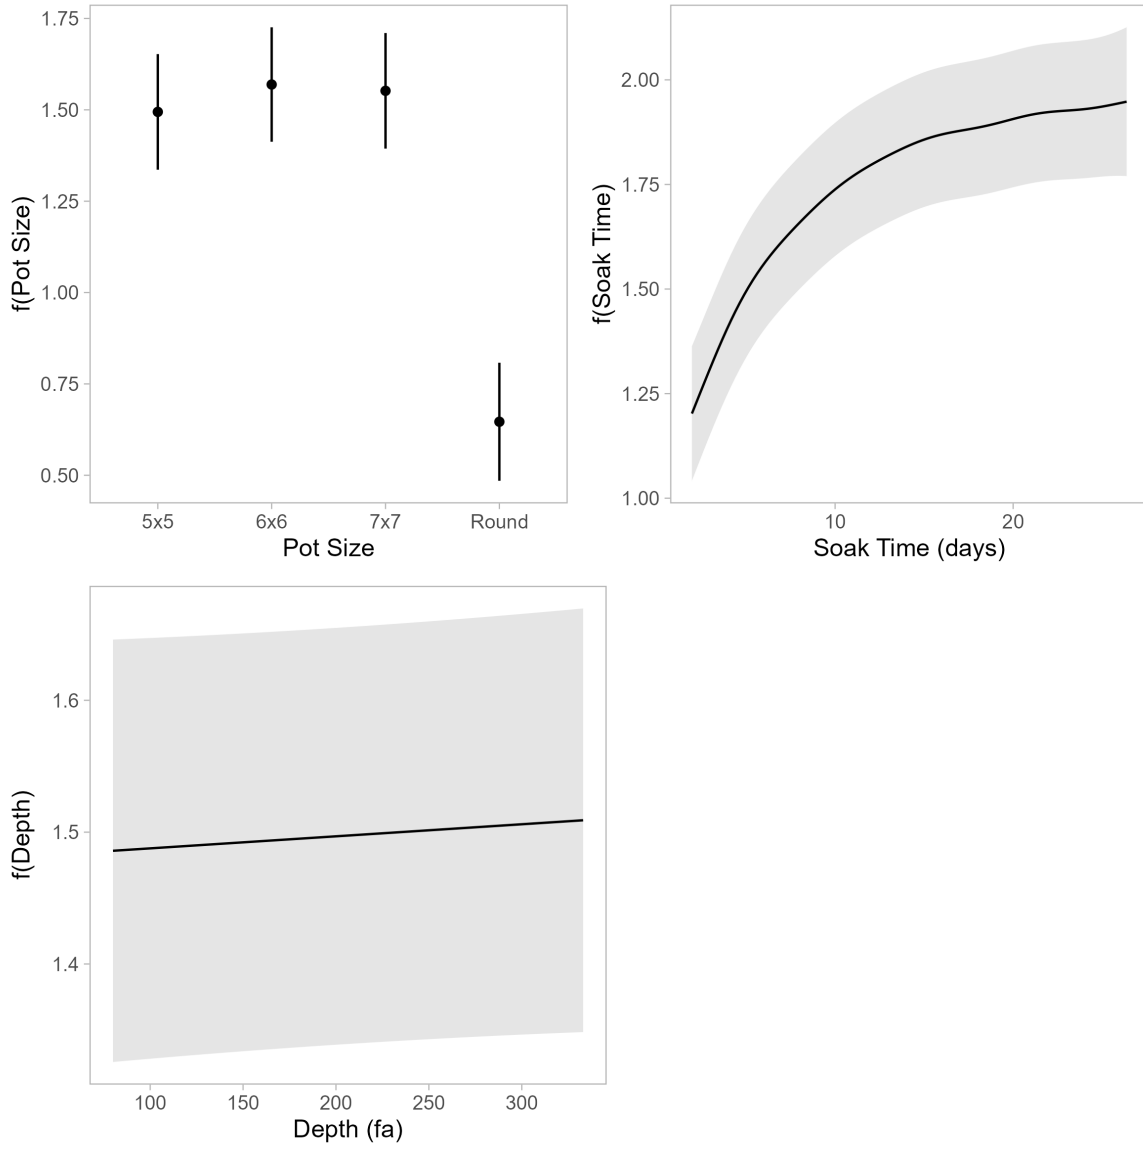 1.75
1.50
1.25
1.00
0.75
0.50
f(Pot Size)
5x5 6x6 7x7 Round
Pot Size
2.00
1.75
1.50
1.25
1.00
f(Soak Time)
10 20
Soak Time (days)
1.6
1.5
1.4
f(Depth)
100 150 200 250 300
Depth (fa)